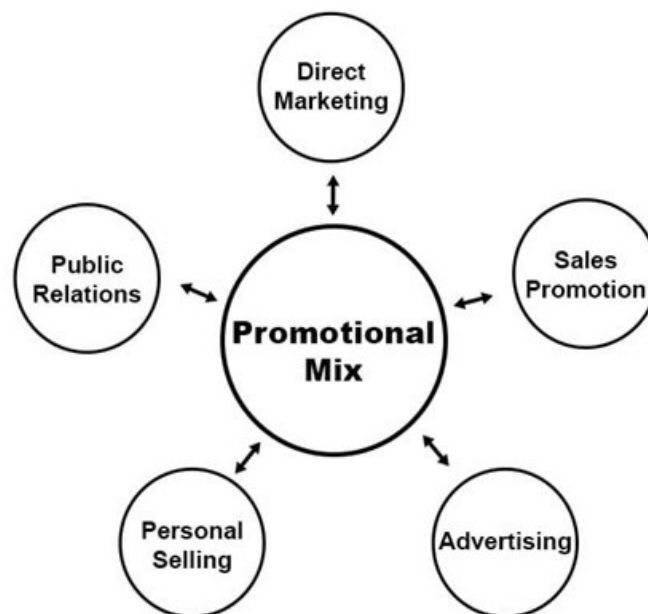 Direct
Marketing
Public
Relations
Sales
Promotion
Promotional
Mix
Personal
Selling
Advertising